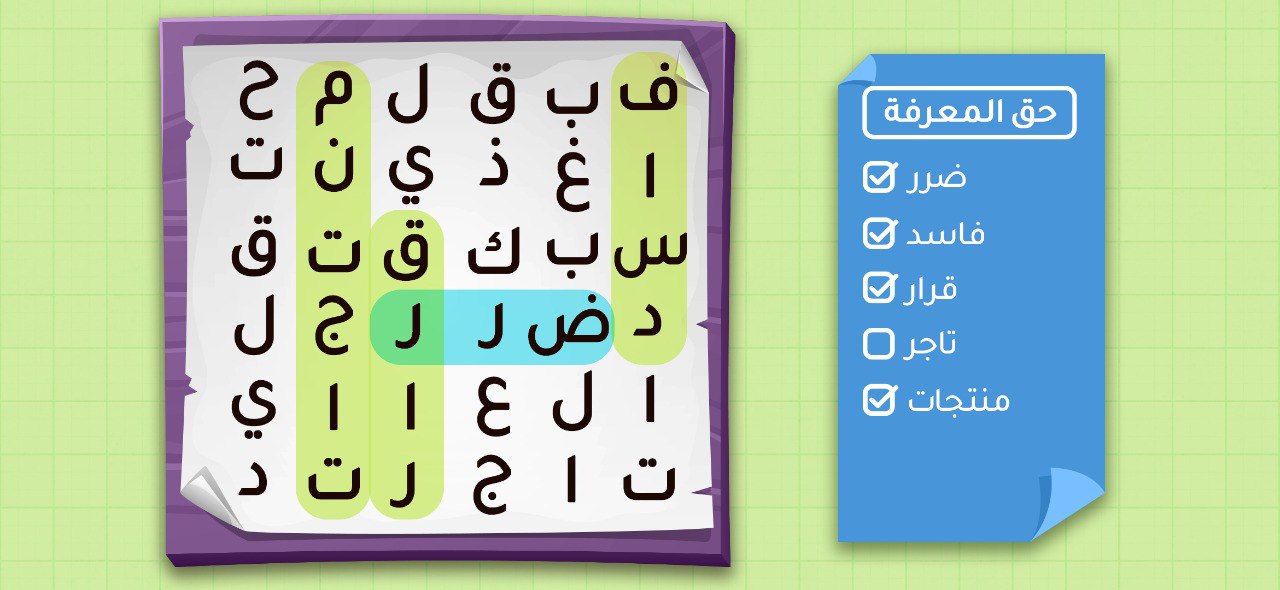 ف ب ق ل م ح
ا غ ذ ي ن ت
س ب ك ق ت ق
د ض ر ر ج ل
ا ل ع ا ا ي
ت ا ج ر ت د
حق المعرفة
ضرر
فاسد
قرار
تاجر
منتجات